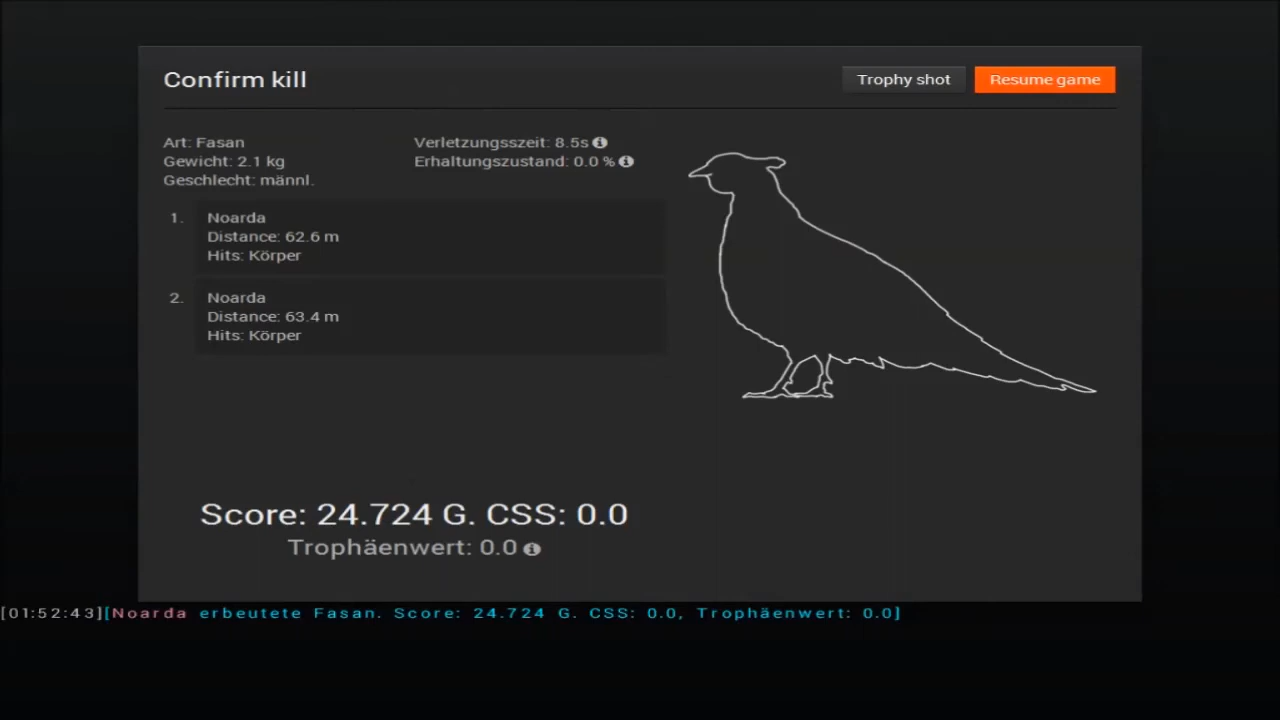 Confirm kill
Trophy shot
Resume game
Art: Fasan
Gewicht: 2.1 kg
Geschlecht: männl.
Verletzungsszeit: 8.5s
Erhaltungszustand: 0.0 %
1.
Noarda
Distance: 62.6 m
Hits: Körper
2.
Noarda
Distance: 63.4 m
Hits: Körper
Score: 24.724 G. CSS: 0.0
Trophäenwert: 0.0
[01:52:43][Noarda erbeutete Fasan. Score: 24.724 G. CSS: 0.0, Trophäenwert: 0.0]